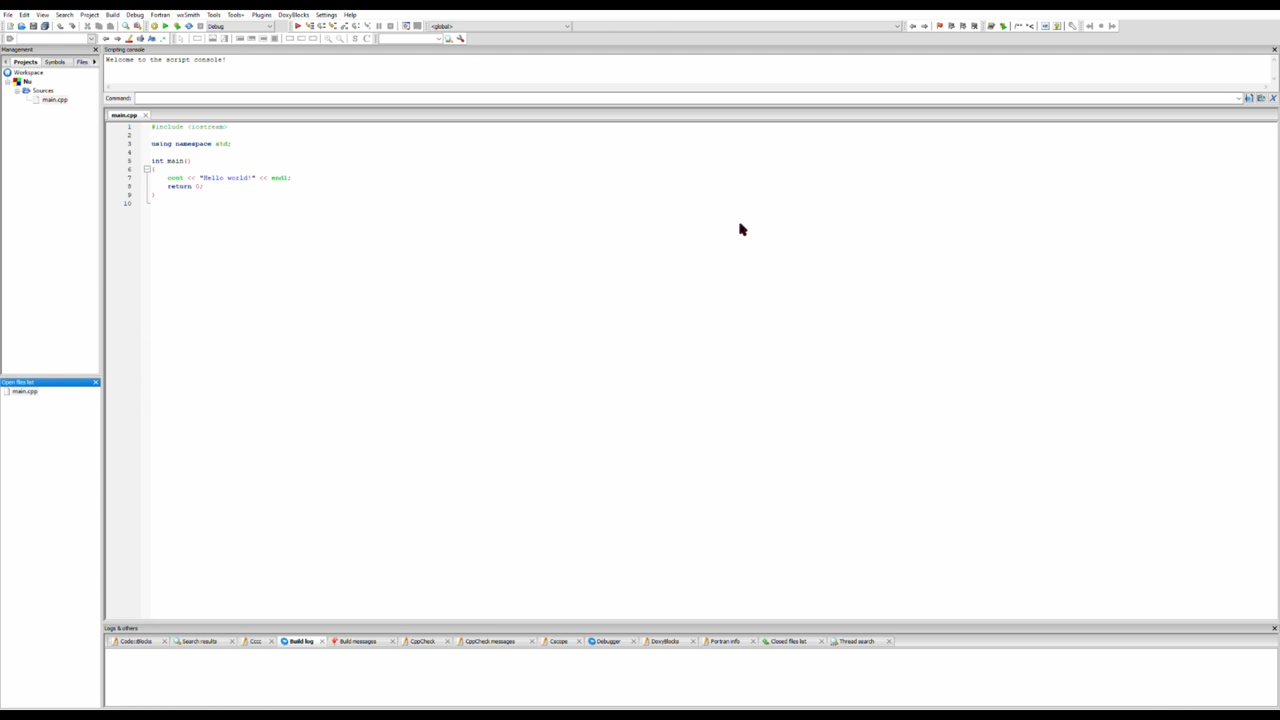 File Edit View Search Project Build Debug Fortran wxSmith Tools Tools+ Plugins DoxyBlocks Settings Help
Debug <global>
Management
Projects Symbols Files
Workspace
Nu
Sources
main.cpp
Open files list
main.cpp
Scripting console
Welcome to the script console!
Command:
main.cpp
1 #include <iostream>
2
3 using namespace std;
4
5 int main()
6 {
7 cout << "Hello world!" << endl;
8 return 0;
9 }
10
Logs & others
Code::Blocks Search results Cccc Build log Build messages CppCheck CppCheck messages Cscope Debugger DoxyBlocks Fortran info Closed files list Thread search